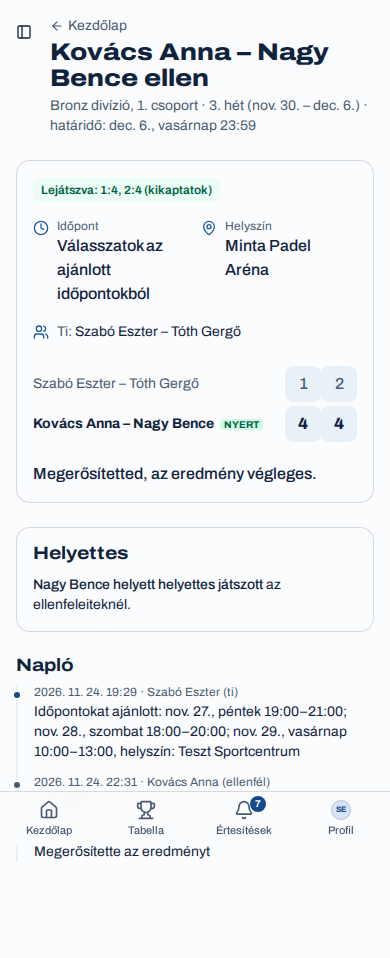 Kezdőlap
Kovács Anna – Nagy
Bence ellen
Bronz divízió, 1. csoport · 3. hét (nov. 30. – dec. 6.) ·
határidő: dec. 6., vasárnap 23:59
Lejátszva: 1:4, 2:4 (kikaptatok)
Időpont
Válasszatok az
ajánlott
időpontokból
Helyszín
Minta Padel
Aréna
Ti: Szabó Eszter – Tóth Gergő
Szabó Eszter – Tóth Gergő 1 2
Kovács Anna – Nagy Bence NYERT 4 4
Megerősítetted, az eredmény végleges.
Helyettes
Nagy Bence helyett helyettes játszott az
ellenfeleiteknél.
Napló
2026. 11. 24. 19:29 · Szabó Eszter (ti)
Időpontokat ajánlott: nov. 27., péntek 19:00–21:00;
nov. 28., szombat 18:00–20:00; nov. 29., vasárnap
10:00–13:00, helyszín: Teszt Sportcentrum
2026. 11. 24. 22:31 · Kovács Anna (ellenfél)
7
SE
Kezdőlap Tabella Értesítések Profil
Megerősítette az eredményt